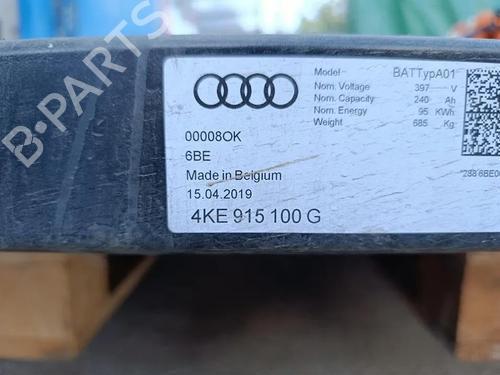 Model BATTypA01
Nom. Voltage 397 V
Nom. Capacity 240 Ah
Nom. Energy 95 KWh
Weight 685 Kg
00008OK
6BE
Made in Belgium
15.04.2019
4KE 915 100 G
B-PARTS